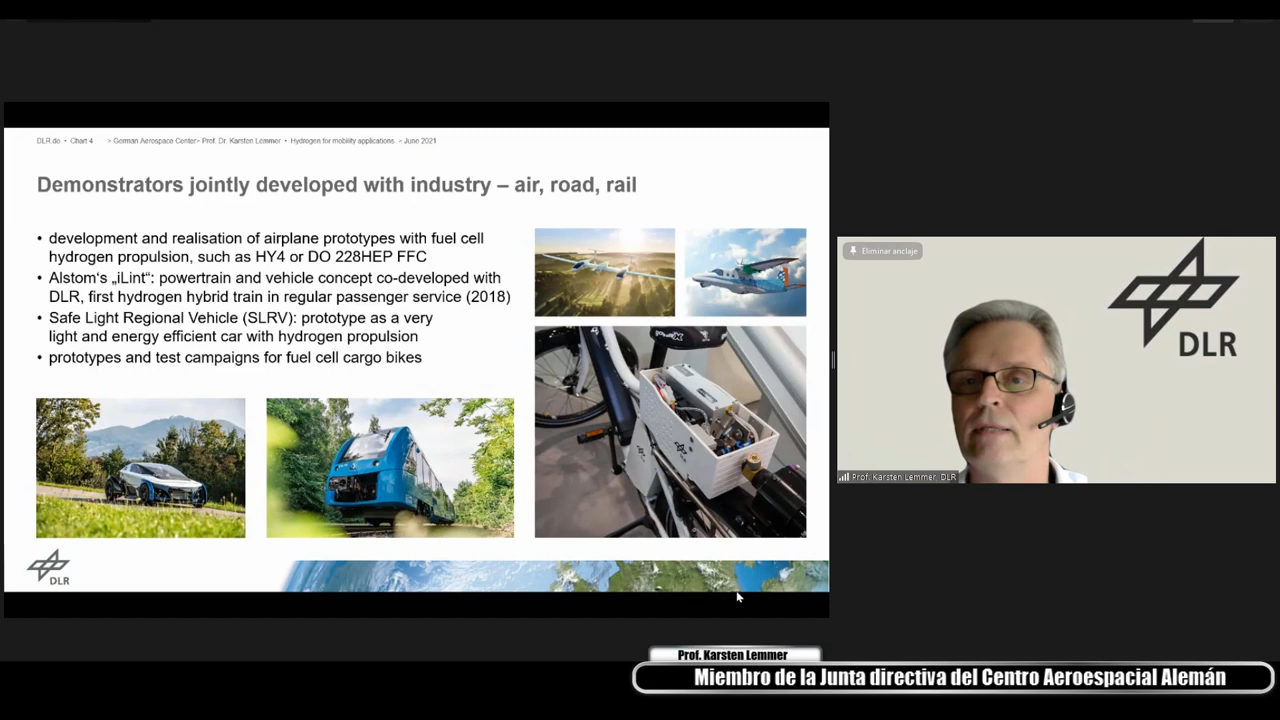 DLR.de • Chart 4 > German Aerospace Center> Prof. Dr. Karsten Lemmer • Hydrogen for mobility applications > June 2021
Demonstrators jointly developed with industry – air, road, rail
• development and realisation of airplane prototypes with fuel cell
hydrogen propulsion, such as HY4 or DO 228HEP FFC
• Alstom‘s „iLint“: powertrain and vehicle concept co-developed with
DLR, first hydrogen hybrid train in regular passenger service (2018)
• Safe Light Regional Vehicle (SLRV): prototype as a very
light and energy efficient car with hydrogen propulsion
• prototypes and test campaigns for fuel cell cargo bikes
DLR
Eliminar anclaje
DLR
Prof. Karsten Lemmer DLR
Prof. Karsten Lemmer
Miembro de la Junta directiva del Centro Aeroespacial Alemán